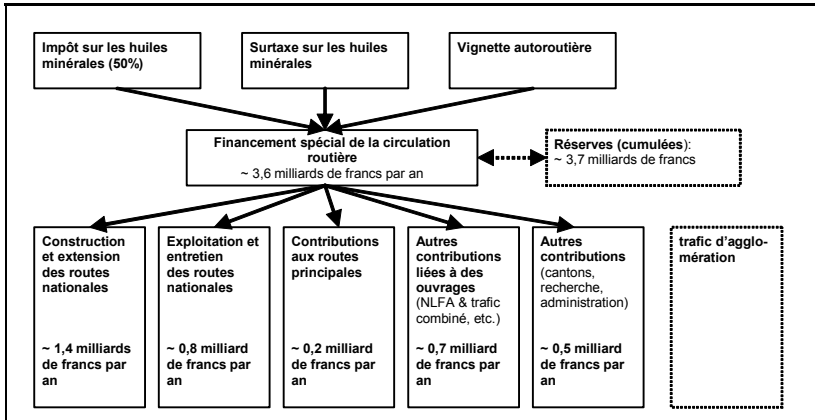 Impôt sur les huiles
minérales (50%)
Surtaxe sur les huiles
minérales
Vignette autoroutière
Financement spécial de la circulation
routière
~ 3,6 milliards de francs par an
Réserves (cumulées):
~ 3,7 milliards de francs
Construction
et extension
des routes
nationales
~ 1,4 milliards
de francs par
an
Exploitation et
entretien
des routes
nationales
~ 0,8 milliard
de francs par
an
Contributions
aux routes
principales
~ 0,2 milliard
de francs par
an
Autres
contributions
liées à des
ouvrages
(NLFA & trafic
combiné, etc.)
~ 0,7 milliard
de francs par
an
Autres
contributions
(cantons,
recherche,
administration)
~ 0,5 milliard
de francs par
an
trafic d'agglo-
mération